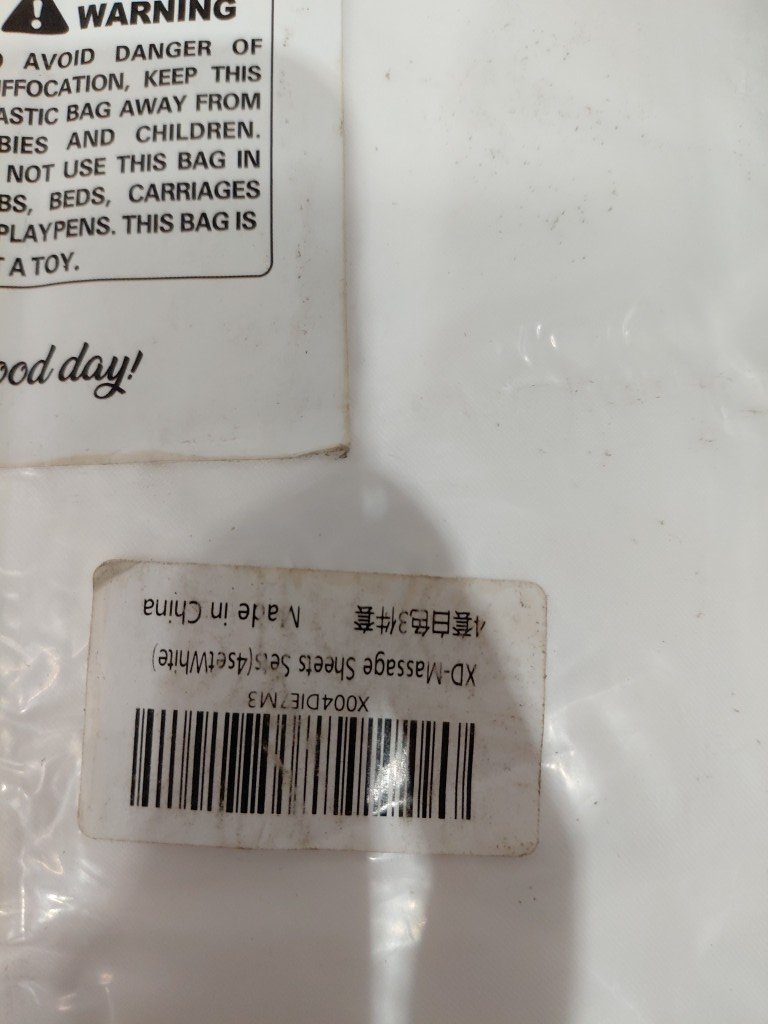 WARNING
AVOID DANGER OF
FFOCATION, KEEP THIS
ASTIC BAG AWAY FROM
BIES AND CHILDREN.
NOT USE THIS BAG IN
BS, BEDS, CARRIAGES
PLAYPENS. THIS BAG IS
A TOY.
ood day!
X004DIE7M3
XD-Massage Sheets Sets(4setWhite)
4套白色3件套 Made in China